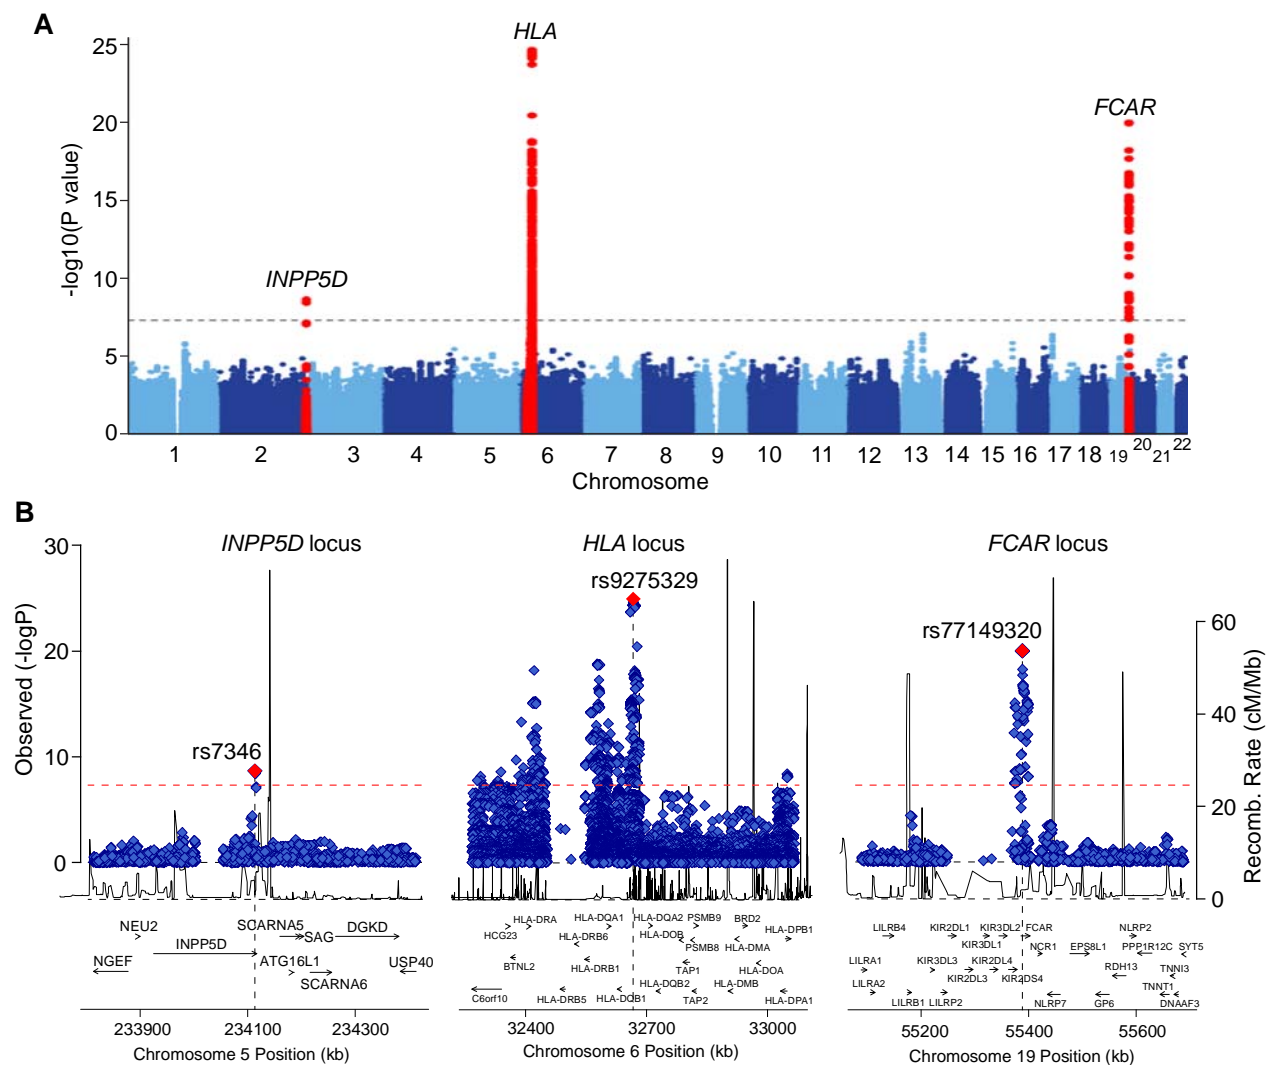 A
HLA
25
FCAR
20
-log10(P value)
15
INPP5D
10
5
0
1 2 3 4 5 6 7 8 9 10 11 12 13 14 15 16 17 18 19 20 21 22
Chromosome
B
INPP5D locus HLA locus FCAR locus
30
20
10
0
Observed (-logP)
rs7346
rs9275329
rs77149320
60
40
20
0
Recomb. Rate (cM/Mb)
NEU2 SCARNA5 SAG DGKD
INPP5D
NGEF ATG16L1 USP40
SCARNA6
233900 234100 234300
Chromosome 5 Position (kb)
HLA-DRA HLA-DQA1 HLA-DQA2 PSMB9 BRD2
HCG23 HLA-DRB6 HLA-DOB PSMB8 HLA-DMA HLA-DPB1
BTNL2 HLA-DRB1 TAP1 HLA-DOA
C6orf10 HLA-DRB5 HLA-DQB1 HLA-DQB2 TAP2 HLA-DMB HLA-DPA1
32400 32700 33000
Chromosome 6 Position (kb)
LILRB4 KIR2DL1 KIR3DL2 FCAR NLRP2
KIR3DL1 NCR1 EPS8L1 PPP1R12C SYT5
LILRA1 KIR3DL3 KIR2DL4 RDH13 TNNI3
LILRA2 KIR2DL3 KIR2DS4 TNNT1
LILRB1 LILRP2 NLRP7 GP6 DNAAF3
55200 55400 55600
Chromosome 19 Position (kb)